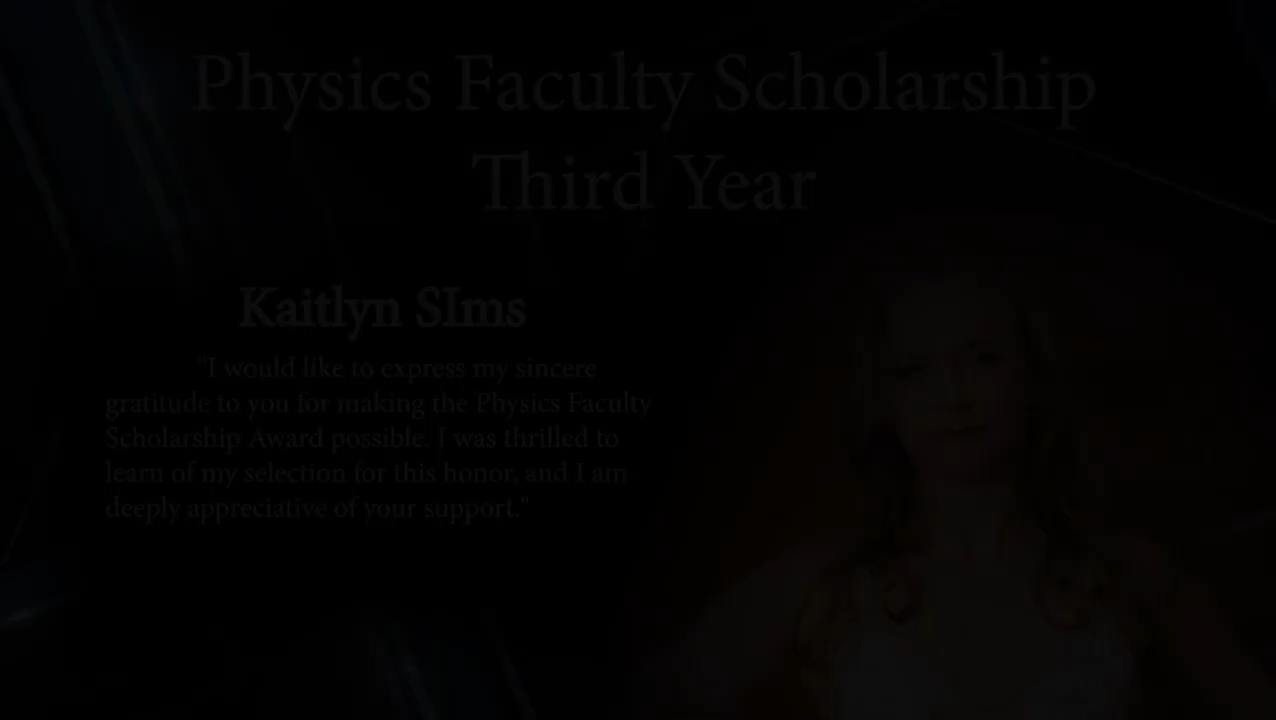 Physics Faculty Scholarship
Third Year
Kaitlyn SIms
"I would like to express my sincere
gratitude to you for making the Physics Faculty
Scholarship Award possible. I was thrilled to
learn of my selection for this honor, and I am
deeply appreciative of your support."